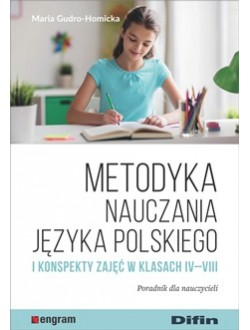 Maria Gudro-Homicka
METODYKA
NAUCZANIA
JĘZYKA POLSKIEGO
I KONSPEKTY ZAJĘĆ W KLASACH IV–VIII
Poradnik dla nauczycieli
engram
Difin